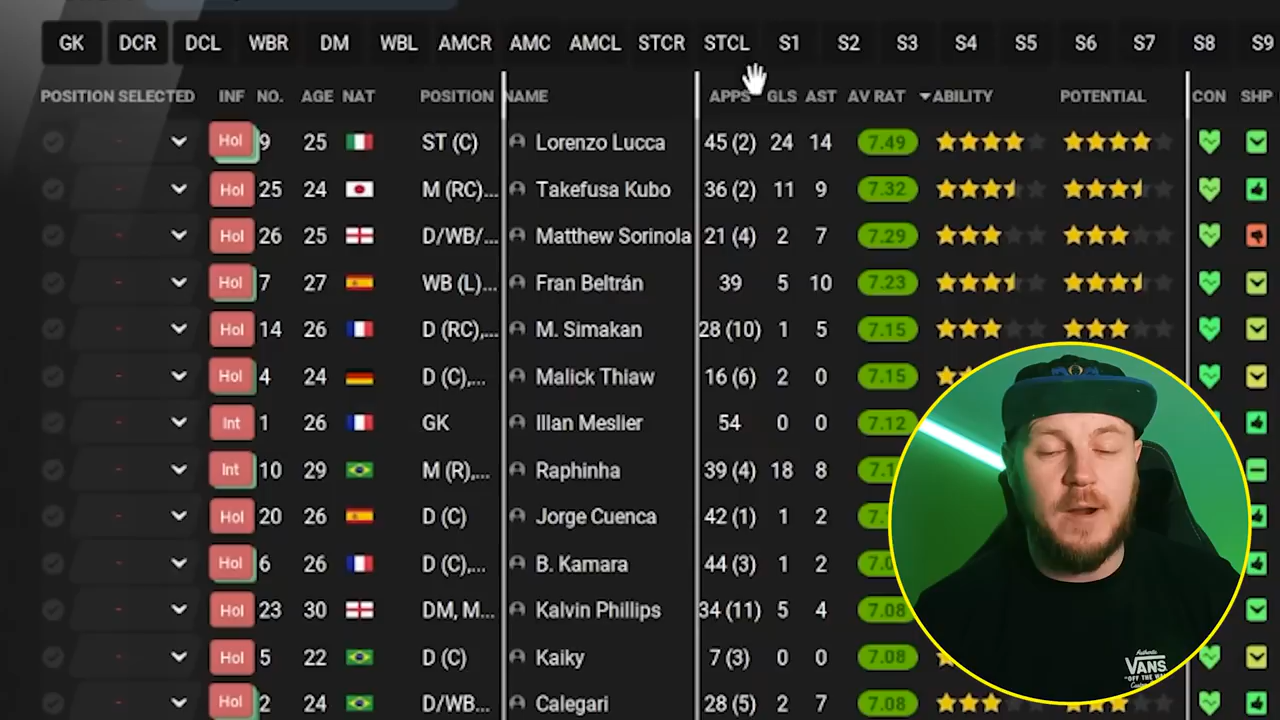 GK DCR DCL WBR DM WBL AMCR AMC AMCL STCR STCL S1 S2 S3 S4 S5 S6 S7 S8 S9
POSITION SELECTED INF NO. AGE NAT POSITION NAME APPS GLS AST AV RAT ABILITY POTENTIAL CON SHP
- Hol 9 25 ST (C) Lorenzo Lucca 45 (2) 24 14 7.49
- Hol 25 24 M (RC)... Takefusa Kubo 36 (2) 11 9 7.32
- Hol 26 25 D/WB/... Matthew Sorinola 21 (4) 2 7 7.29
- Hol 7 27 WB (L)... Fran Beltrán 39 5 10 7.23
- Hol 14 26 D (RC),... M. Simakan 28 (10) 1 5 7.15
- Hol 4 24 D (C),... Malick Thiaw 16 (6) 2 0 7.15
- Int 1 26 GK Illan Meslier 54 0 0 7.12
- Int 10 29 M (R),... Raphinha 39 (4) 18 8 7.1
- Hol 20 26 D (C) Jorge Cuenca 42 (1) 1 2 7.
- Hol 6 26 D (C),... B. Kamara 44 (3) 1 2 7.0
- Hol 23 30 DM, M... Kalvin Phillips 34 (11) 5 4 7.08
- Hol 5 22 D (C) Kaiky 7 (3) 0 0 7.08
- Hol 2 24 D/WB... Calegari 28 (5) 2 7 7.08
Authentic
VANS
"OFF THE WA